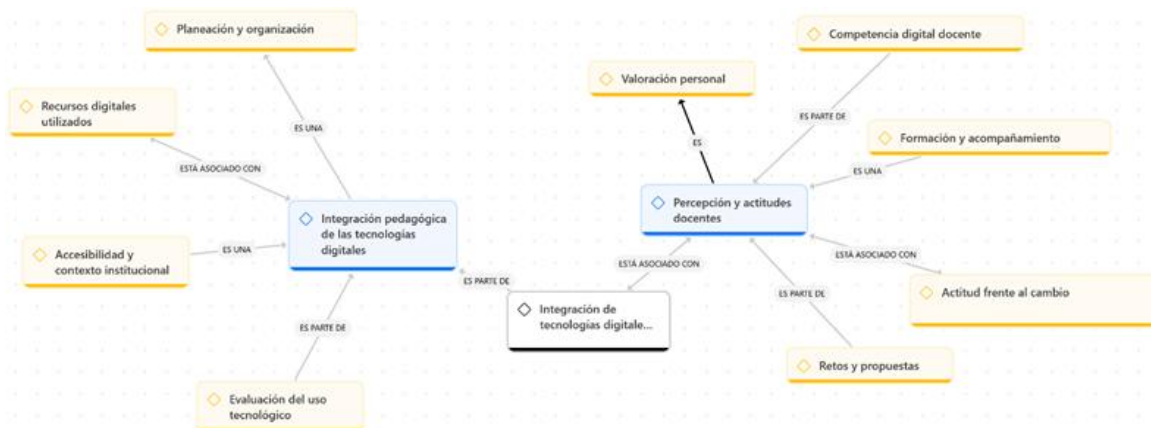 Planeación y organización
Competencia digital docente
Valoración personal
Recursos digitales
utilizados
ES UNA
ES PARTE DE
ES
Formación y acompañamiento
ESTÁ ASOCIADO CON
ES UNA
Integración pedagógica
de las tecnologías
digitales
Percepción y actitudes
docentes
Accesibilidad y
contexto institucional
ES UNA
ESTÁ ASOCIADO CON
ESTÁ ASOCIADO CON
ES PARTE DE
Actitud frente al cambio
ES PARTE DE
Integración de
tecnologías digitale...
ES PARTE DE
Retos y propuestas
Evaluación del uso
tecnológico